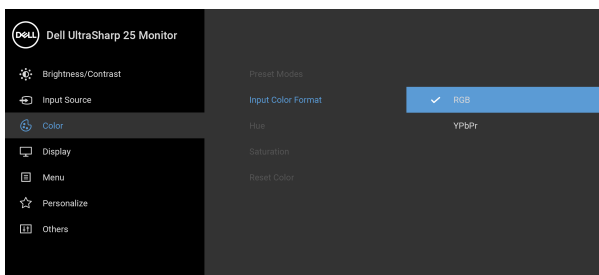 DELL Dell UltraSharp 25 Monitor
Brightness/Contrast Preset Modes
Input Source Input Color Format RGB
Color Hue YPbPr
Display Saturation
Menu Reset Color
Personalize
Others